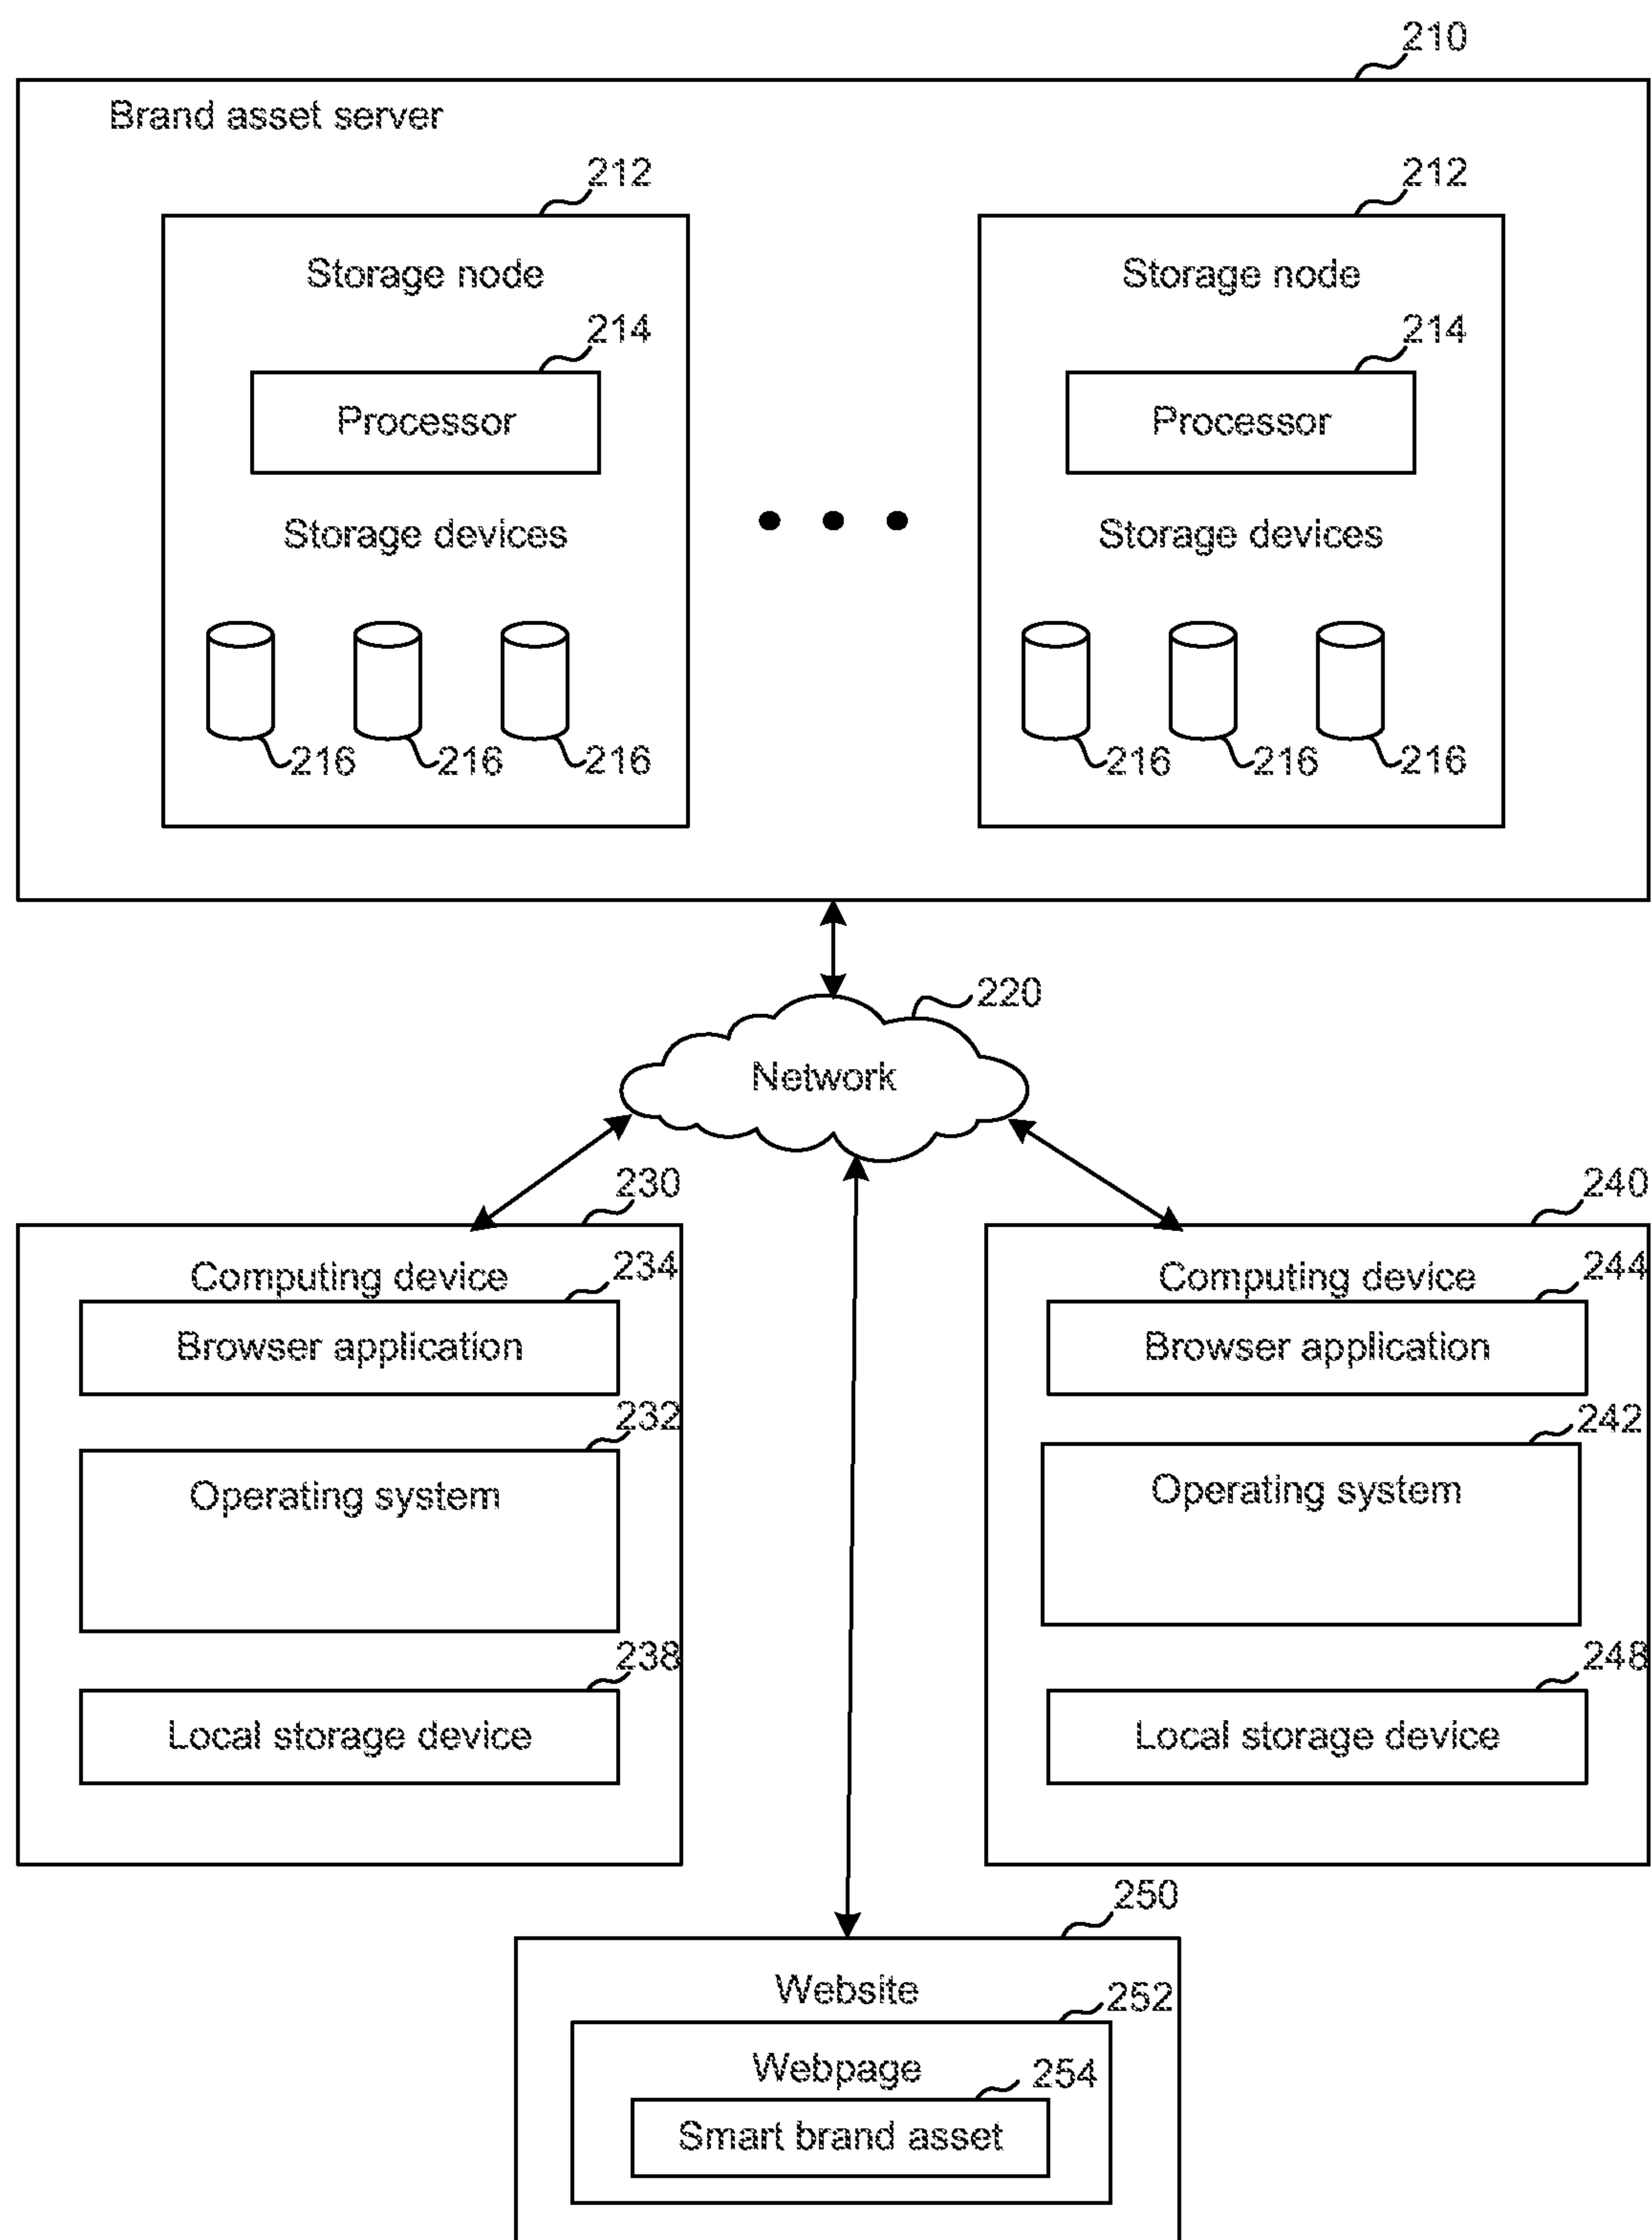 210
Brand asset server
212 212
Storage node Storage node
214 214
Processor Processor
Storage devices Storage devices
216 216 216 216 216 216
220
Network
230 240
Computing device 234 Computing device 244
Browser application Browser application
232 242
Operating system Operating system
238 248
Local storage device Local storage device
250
Website
252
Webpage
254
Smart brand asset